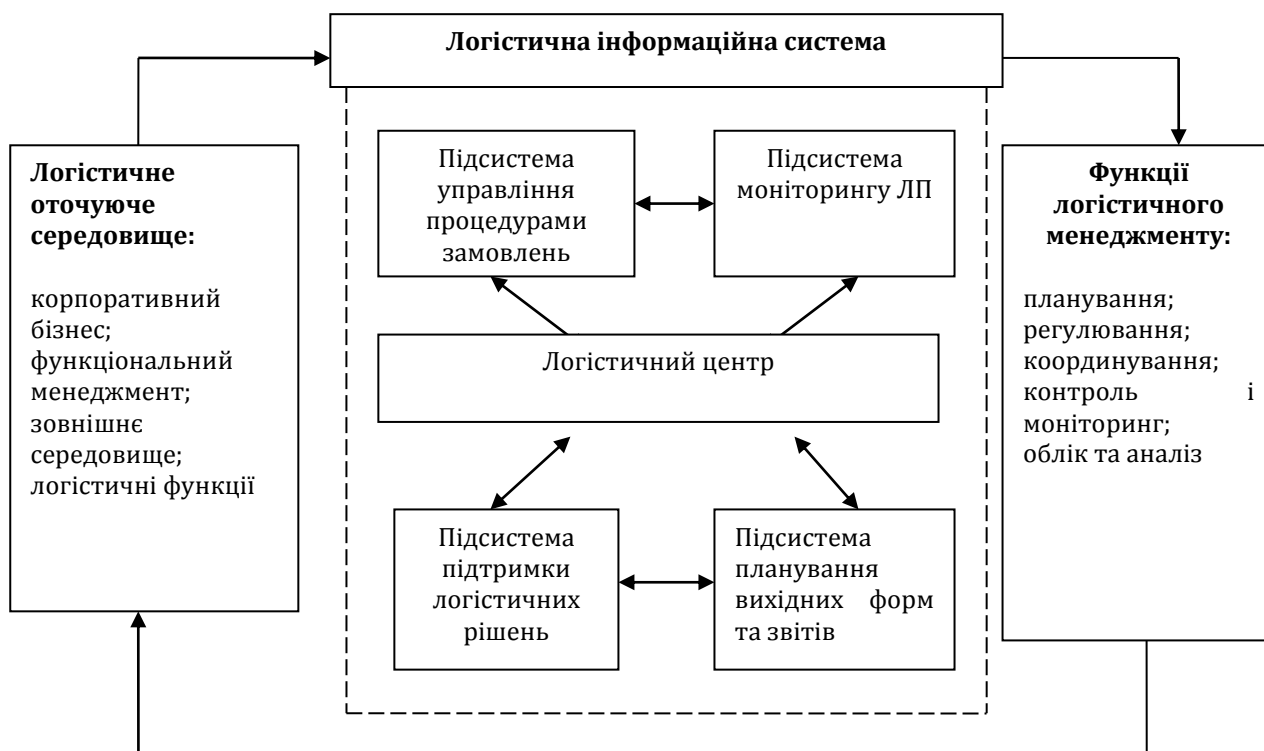 Логістична інформаційна система
Логістичне
оточуюче
середовище:
корпоративний
бізнес;
функціональний
менеджмент;
зовнішнє
середовище;
логістичні функції
Підсистема
управління
процедурами
замовлень
Підсистема
моніторингу ЛП
Логістичний центр
Підсистема
підтримки
логістичних
рішень
Підсистема
планування
вихідних форм
та звітів
Функції
логістичного
менеджменту:
планування;
регулювання;
координування;
контроль і
моніторинг;
облік та аналіз